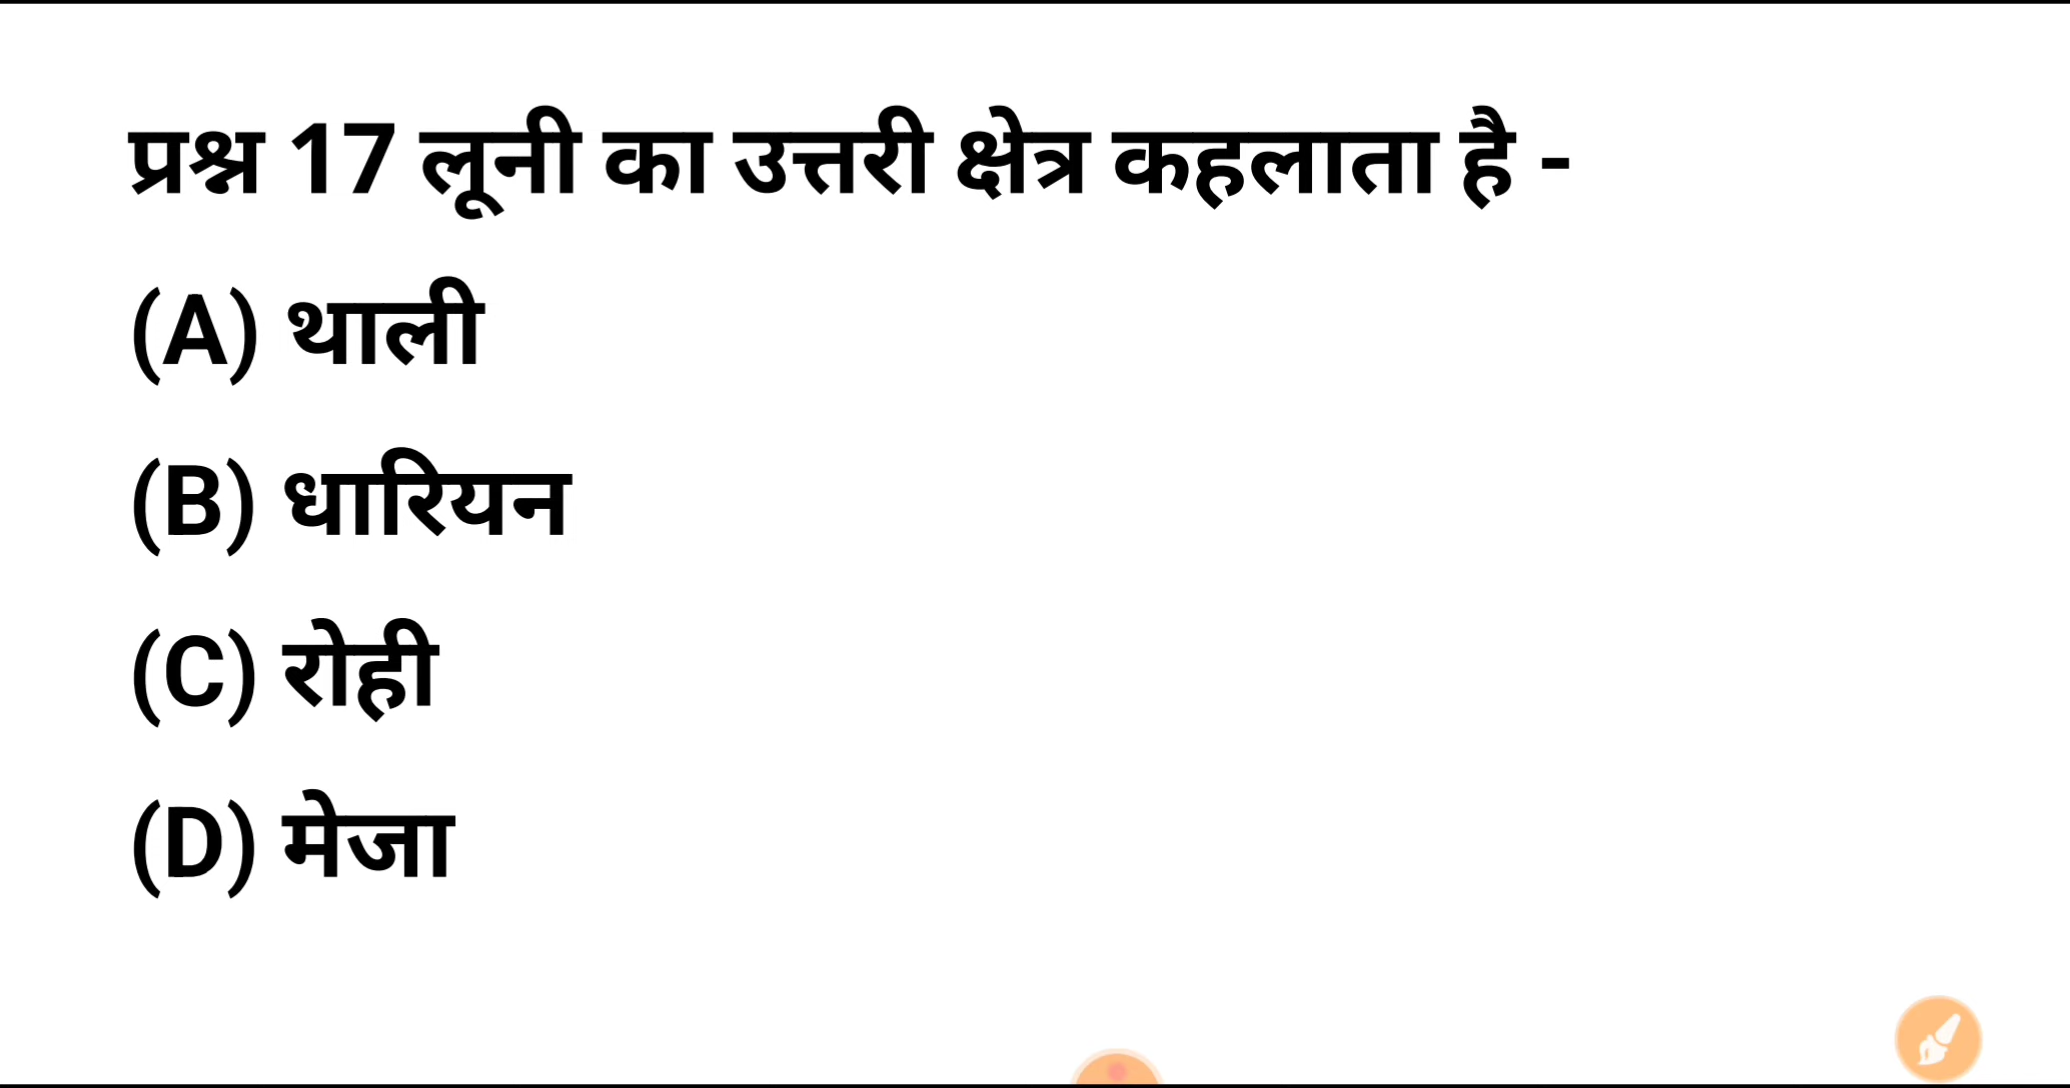 प्रश्न 17 लूनी का उत्तरी क्षेत्र कहलाता है -
(A) थाली
(B) धारियन
(C) रोही
(D) मेजा